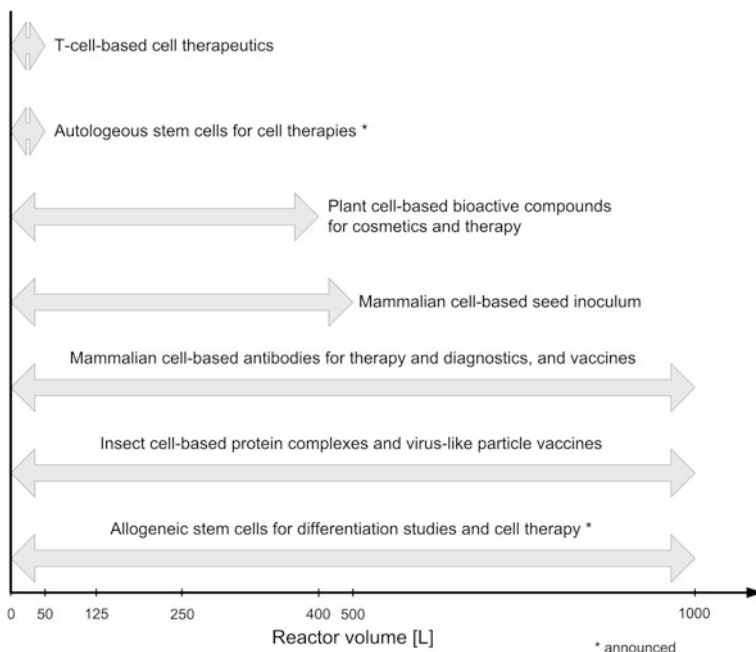 T-cell-based cell therapeutics
Autologeous stem cells for cell therapies *
Plant cell-based bioactive compounds
for cosmetics and therapy
Mammalian cell-based seed inoculum
Mammalian cell-based antibodies for therapy and diagnostics, and vaccines
Insect cell-based protein complexes and virus-like particle vaccines
Allogeneic stem cells for differentiation studies and cell therapy *
0 50 125 250 400 500 1000
Reactor volume [L]
* announced